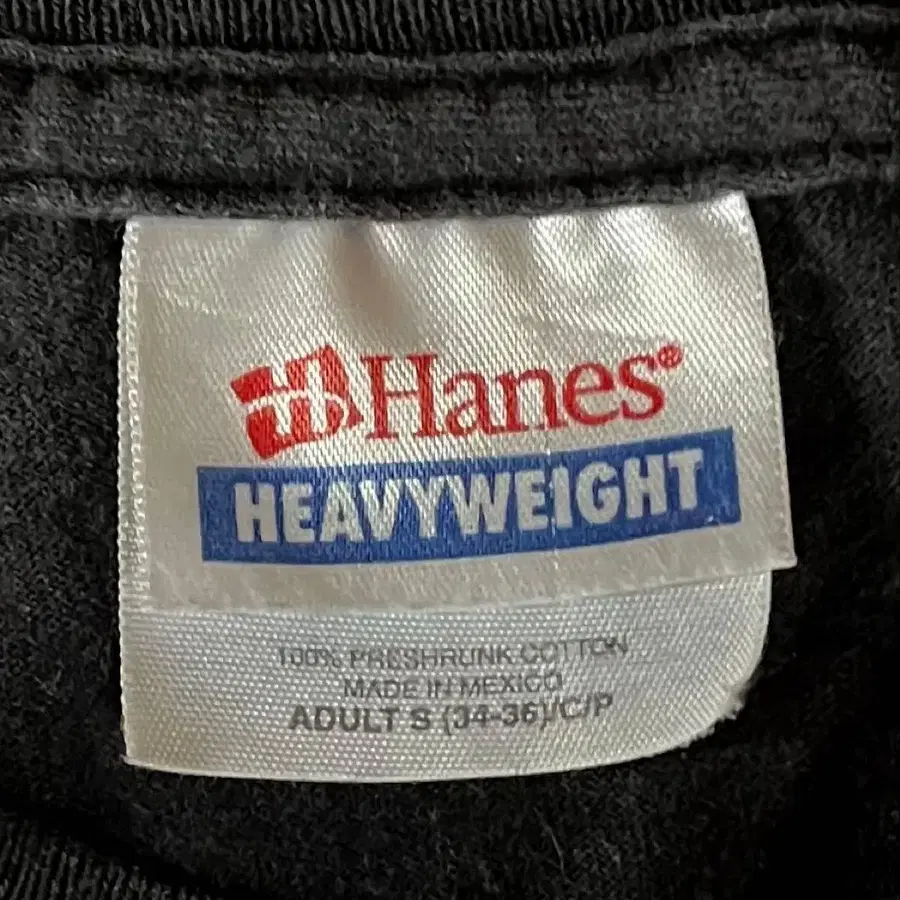 H Hanes®
HEAVYWEIGHT
100% PRESHRUNK COTTON
MADE IN MEXICO
ADULT S (34-36)/C/P